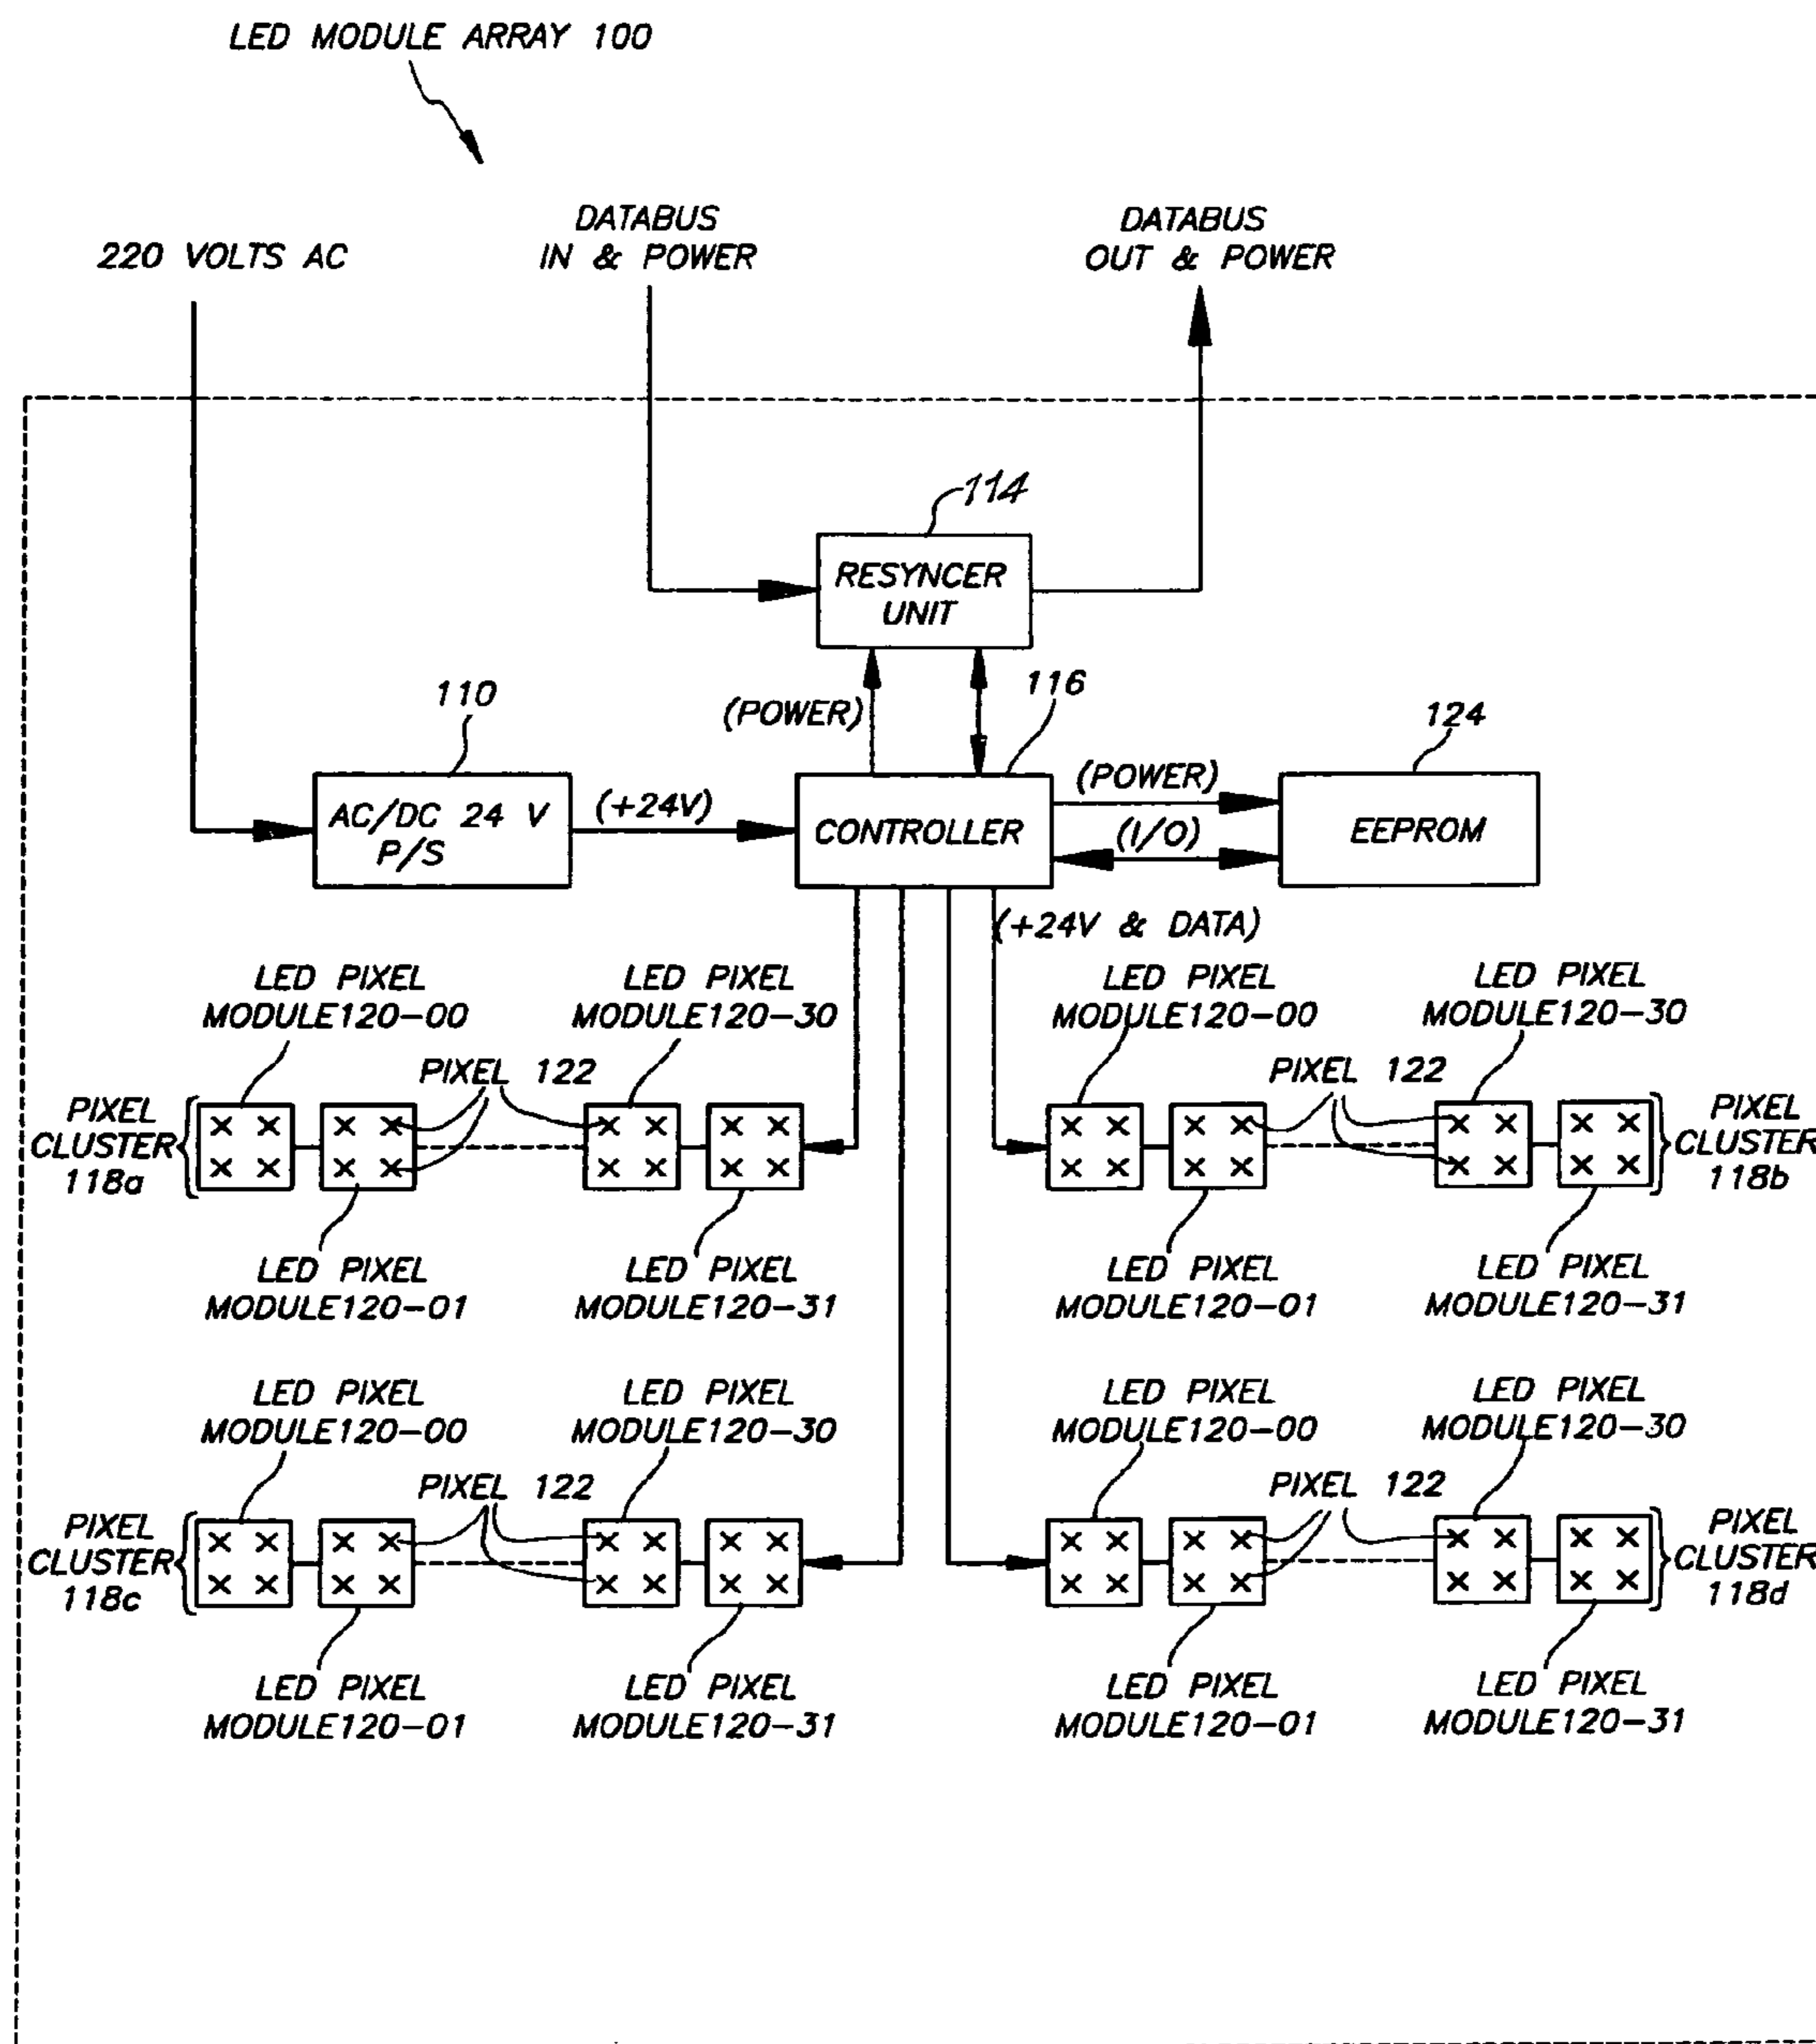 LED MODULE ARRAY 100
220 VOLTS AC
DATABUS
IN & POWER
DATABUS
OUT & POWER
114
RESYNCER
UNIT
110
(POWER)
116
124
AC/DC 24 V
P/S
(+24V)
CONTROLLER
(POWER)
(I/O)
EEPROM
(+24V & DATA)
LED PIXEL
MODULE120-00
LED PIXEL
MODULE120-30
PIXEL 122
PIXEL
CLUSTER
118a
LED PIXEL
MODULE120-01
LED PIXEL
MODULE120-31
LED PIXEL
MODULE120-00
LED PIXEL
MODULE120-30
PIXEL 122
PIXEL
CLUSTER
118b
LED PIXEL
MODULE120-01
LED PIXEL
MODULE120-31
LED PIXEL
MODULE120-00
LED PIXEL
MODULE120-30
PIXEL 122
PIXEL
CLUSTER
118c
LED PIXEL
MODULE120-01
LED PIXEL
MODULE120-31
LED PIXEL
MODULE120-00
LED PIXEL
MODULE120-30
PIXEL 122
PIXEL
CLUSTER
118d
LED PIXEL
MODULE120-01
LED PIXEL
MODULE120-31